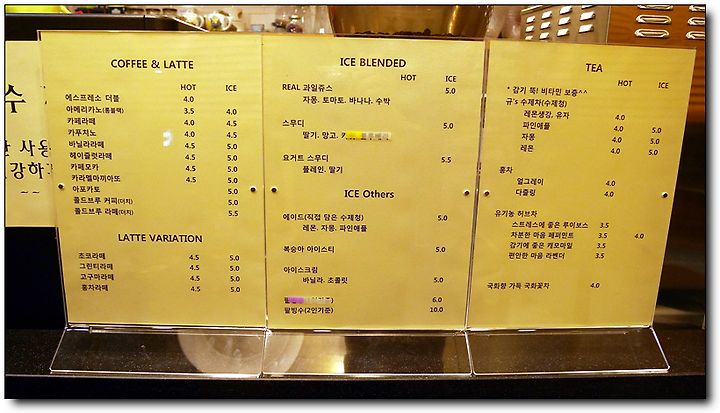 수
사용
강하
~~
COFFEE & LATTE
HOT ICE
에스프레소 더블 4.0
아메리카노(롱블랙) 3.5 4.0
카페라떼 4.0 4.5
카푸치노 4.0 4.5
바닐라라떼 4.5 5.0
헤이즐럿라떼 4.5 5.0
카페모카 4.5 5.0
카라멜마끼아또 4.5 5.0
아포카토 5.0
콜드브루 커피(더치) 5.0
콜드브루 라떼(더치) 5.5
LATTE VARIATION
초코라떼 4.5 5.0
그린티라떼 4.5 5.0
고구마라떼 4.5 5.0
홍차라떼 4.5 5.0
ICE BLENDED
HOT ICE
REAL 과일쥬스 5.0
자몽. 토마토. 바나나. 수박
스무디 5.0
딸기. 망고.
요거트 스무디 5.5
플레인. 딸기
ICE Others
에이드(직접 담은 수제청) 5.0
레몬. 자몽. 파인애플
복숭아 아이스티 5.0
아이스크림
바닐라. 초콜릿 5.0
6.0
팥빙수(2인기준) 10.0
TEA
HOT ICE
* 감기 뚝! 비타민 보충^^
규's 수제차(수제청)
레몬생강, 유자 4.0
파인애플 4.0 5.0
자몽 4.0 5.0
레몬 4.0 5.0
홍차
얼그레이 4.0
다즐링 4.0
유기농 허브차
스트레스에 좋은 루이보스 3.5
차분한 마음 페퍼민트 3.5 4.0
감기에 좋은 캐모마일 3.5
편안한 마음 라벤더 3.5
국화향 가득 국화꽃차 4.0